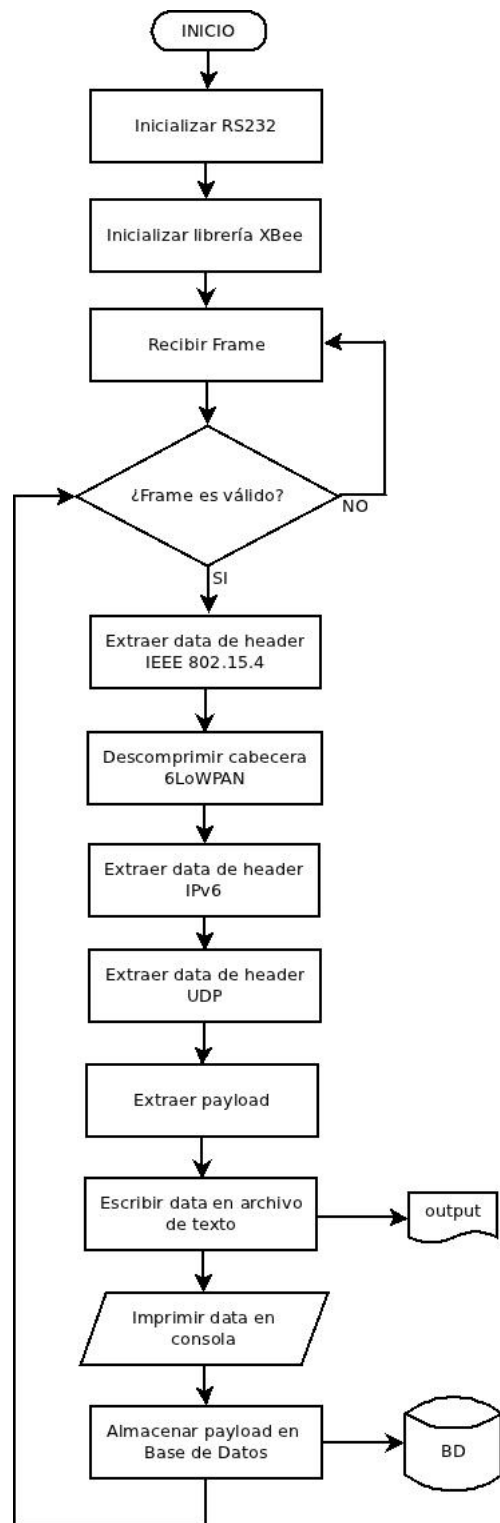 INICIO
Inicializar RS232
Inicializar librería XBee
Recibir Frame
¿Frame es válido?
NO
SI
Extraer data de header
IEEE 802.15.4
Descomprimir cabecera
6LoWPAN
Extraer data de header
IPv6
Extraer data de header
UDP
Extraer payload
Escribir data en archivo
de texto
output
Imprimir data en
consola
Almacenar payload en
Base de Datos
BD